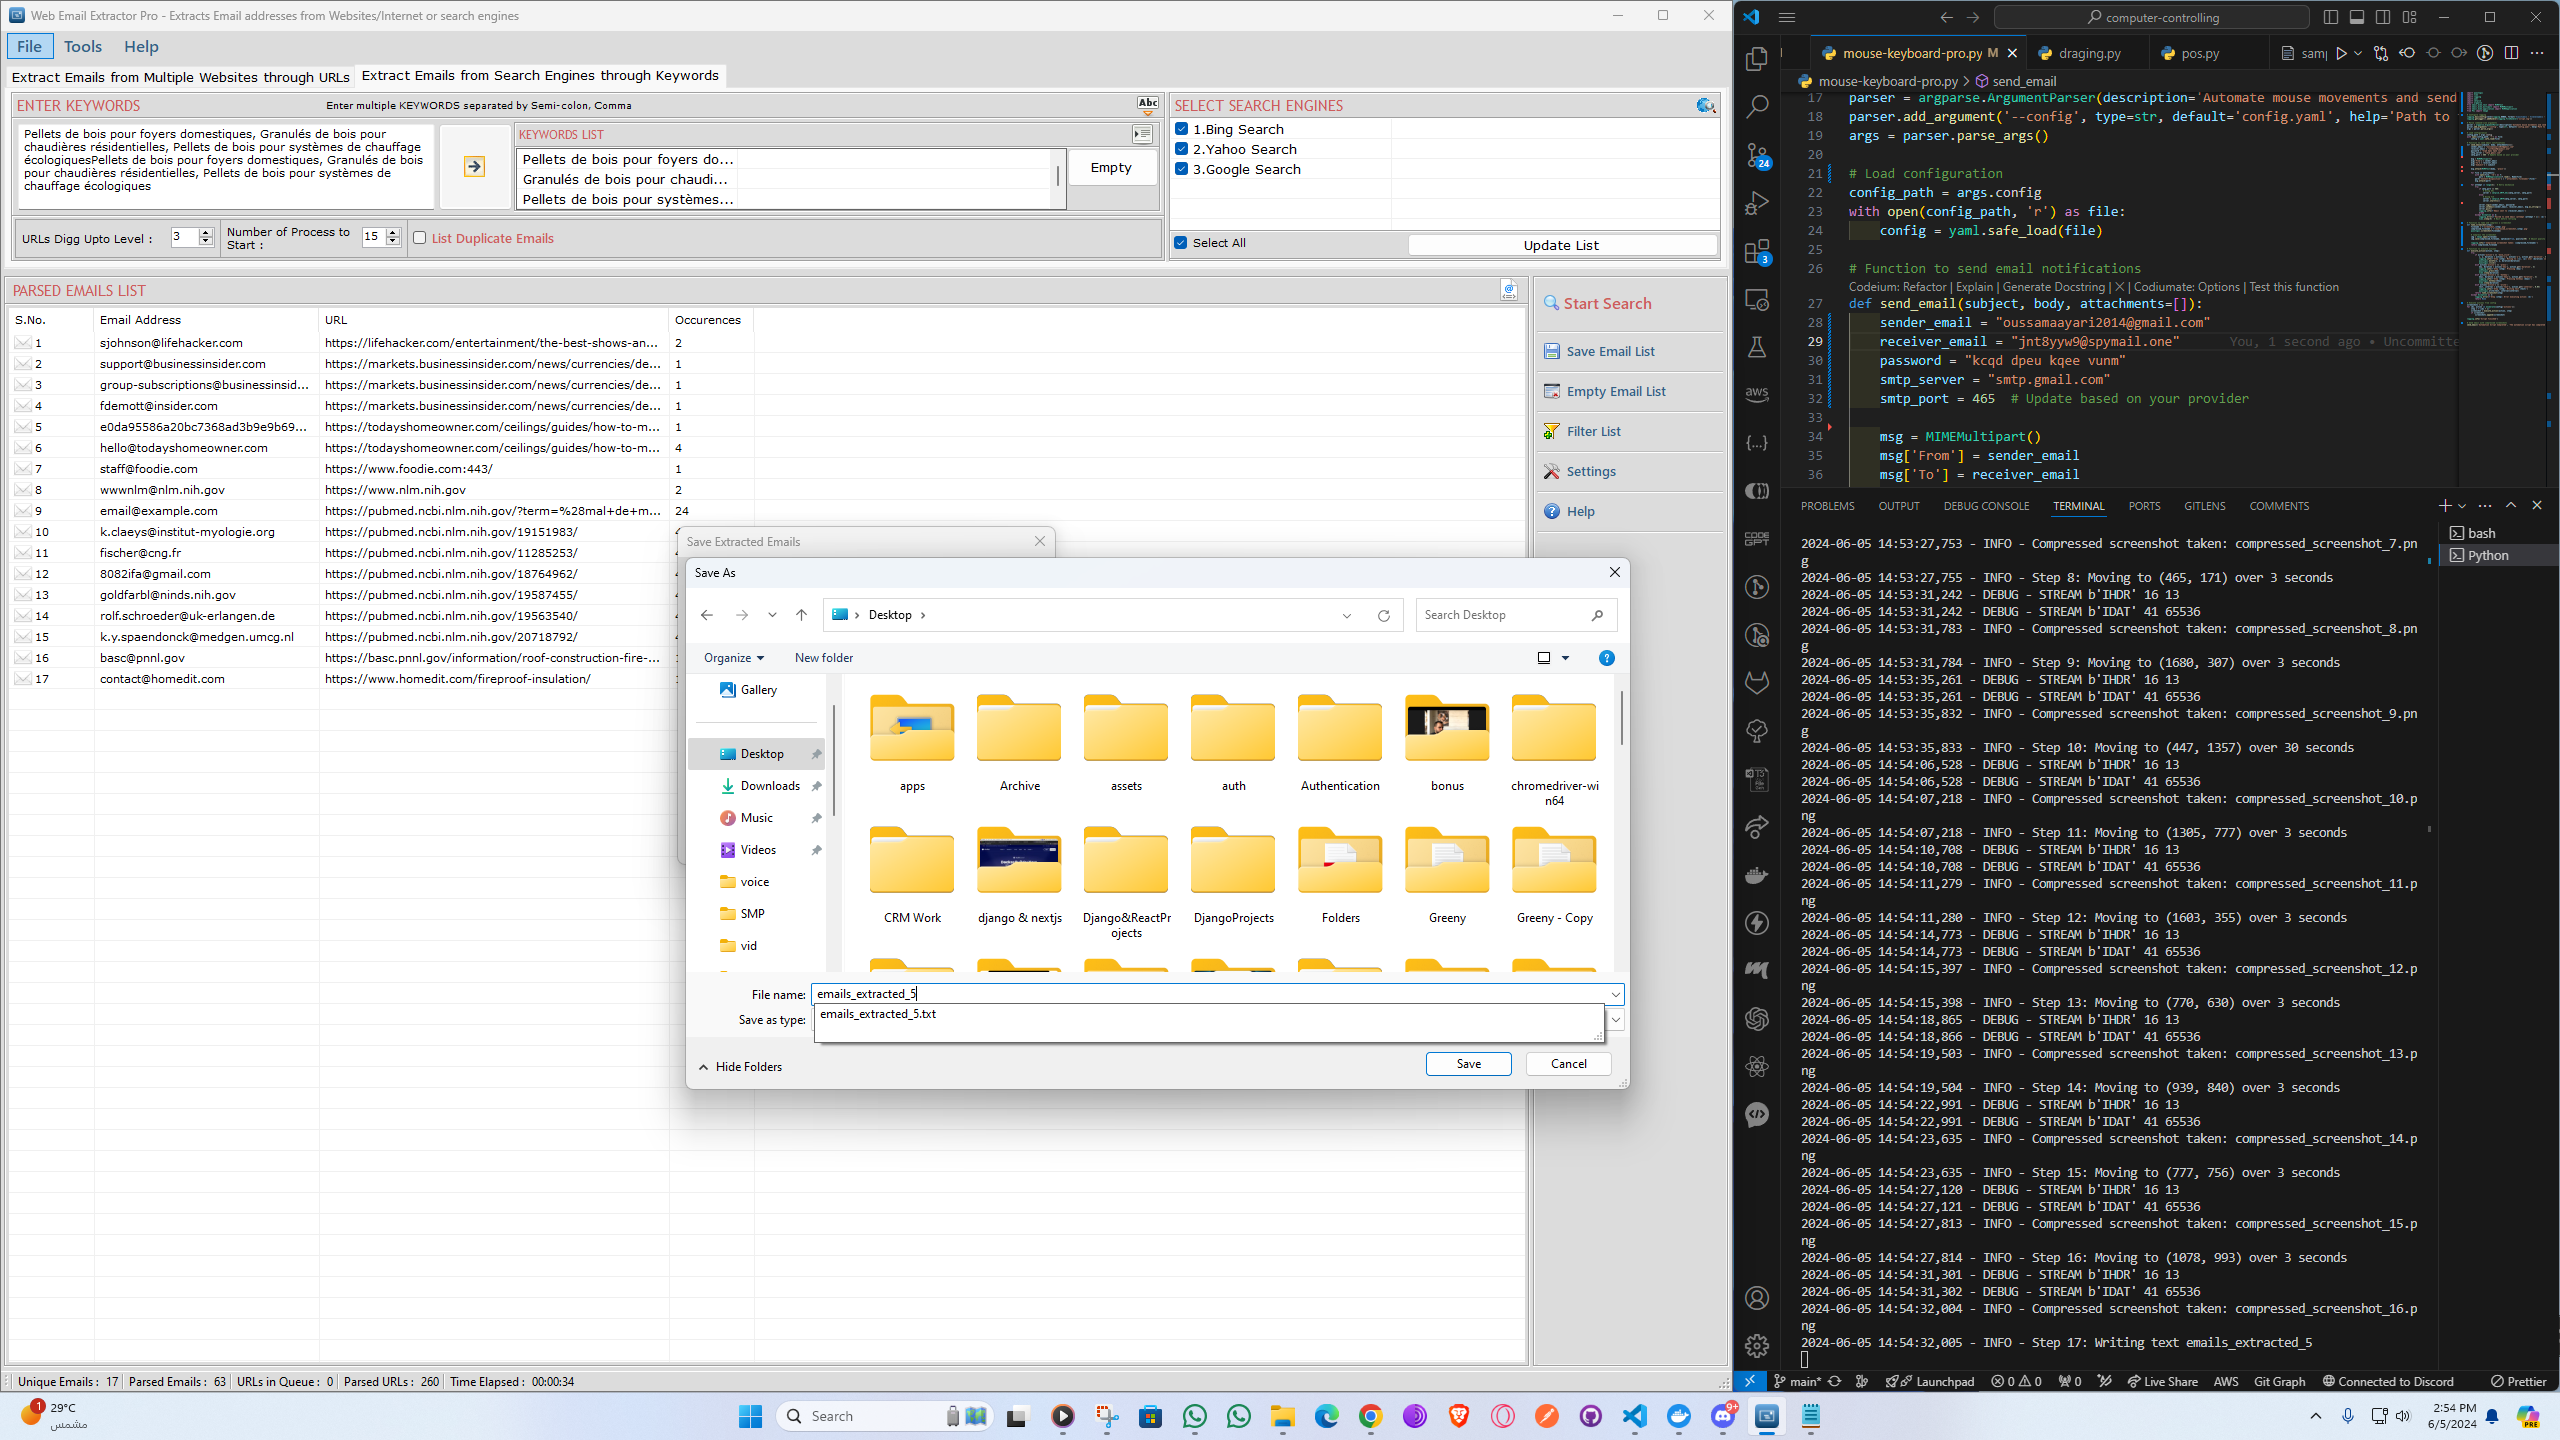 Web Email Extractor Pro - Extracts Email addresses from Websites/Internet or search engines
File Tools Help
Extract Emails from Multiple Websites through URLs
Extract Emails from Search Engines through Keywords
ENTER KEYWORDS
Enter multiple KEYWORDS separated by Semi-colon, Comma
Abc
Pellets de bois pour foyers domestiques, Granulés de bois pour
chaudières résidentielles, Pellets de bois pour systèmes de chauffage
écologiquesPellets de bois pour foyers domestiques, Granulés de bois
pour chaudières résidentielles, Pellets de bois pour systèmes de
chauffage écologiques
KEYWORDS LIST
Pellets de bois pour foyers do...
Granulés de bois pour chaudi...
Pellets de bois pour systèmes...
Empty
URLs Digg Upto Level : 3
Number of Process to
Start : 15
List Duplicate Emails
SELECT SEARCH ENGINES
1.Bing Search
2.Yahoo Search
3.Google Search
Select All
Update List
PARSED EMAILS LIST
S.No. Email Address URL Occurences
1 sjohnson@lifehacker.com https://lifehacker.com/entertainment/the-best-shows-an... 2
2 support@businessinsider.com https://markets.businessinsider.com/news/currencies/de... 1
3 group-subscriptions@businessinsid... https://markets.businessinsider.com/news/currencies/de... 1
4 fdemott@insider.com https://markets.businessinsider.com/news/currencies/de... 1
5 e0da95586a20bc7368ad3b9e9b69... https://todayshomeowner.com/ceilings/guides/how-to-m... 1
6 hello@todayshomeowner.com https://todayshomeowner.com/ceilings/guides/how-to-m... 4
7 staff@foodie.com https://www.foodie.com:443/ 1
8 wwwnlm@nlm.nih.gov https://www.nlm.nih.gov 2
9 email@example.com https://pubmed.ncbi.nlm.nih.gov/?term=%28mal+de+m... 24
10 k.claeys@institut-myologie.org https://pubmed.ncbi.nlm.nih.gov/19151983/
11 fischer@cng.fr https://pubmed.ncbi.nlm.nih.gov/11285253/
12 8082ifa@gmail.com https://pubmed.ncbi.nlm.nih.gov/18764962/
13 goldfarbl@ninds.nih.gov https://pubmed.ncbi.nlm.nih.gov/19587455/
14 rolf.schroeder@uk-erlangen.de https://pubmed.ncbi.nlm.nih.gov/19563540/
15 k.y.spaendonck@medgen.umcg.nl https://pubmed.ncbi.nlm.nih.gov/20718792/
16 basc@pnnl.gov https://basc.pnnl.gov/information/roof-construction-fire-...
17 contact@homedit.com https://www.homedit.com/fireproof-insulation/
Start Search
Save Email List
Empty Email List
Filter List
Settings
Help
Save Extracted Emails
Save As
Desktop
Search Desktop
Organize New folder
Gallery
Desktop
Downloads
Music
Videos
voice
SMP
vid
apps Archive assets auth Authentication bonus chromedriver-wi
n64
CRM Work django & nextjs Django&ReactPr DjangoProjects Folders Greeny Greeny - Copy
ojects
File name: emails_extracted_5
Save as type:
emails_extracted_5.txt
Hide Folders
Save Cancel
Unique Emails : 17 Parsed Emails : 63 URLs in Queue : 0 Parsed URLs : 260 Time Elapsed : 00:00:34
computer-controlling
mouse-keyboard-pro.py M draging.py pos.py sam
mouse-keyboard-pro.py > send_email
17 parser = argparse.ArgumentParser(description='Automate mouse movements and send
18 parser.add_argument('--config', type=str, default='config.yaml', help='Path to
19 args = parser.parse_args()
20
21 # Load configuration
22 config_path = args.config
23 with open(config_path, 'r') as file:
24 config = yaml.safe_load(file)
25
26 # Function to send email notifications
Codeium: Refactor | Explain | Generate Docstring | X | Codiumate: Options | Test this function
27 def send_email(subject, body, attachments=[]):
28 sender_email = "oussamaayari2014@gmail.com"
29 receiver_email = "jnt8yyw9@spymail.one" You, 1 second ago • Uncommitte
30 password = "kcqd dpeu kqee vunm"
31 smtp_server = "smtp.gmail.com"
32 smtp_port = 465 # Update based on your provider
33
34 msg = MIMEMultipart()
35 msg['From'] = sender_email
36 msg['To'] = receiver_email
24
3
aws
PROBLEMS OUTPUT DEBUG CONSOLE TERMINAL PORTS GITLENS COMMENTS
bash
Python
2024-06-05 14:53:27,753 - INFO - Compressed screenshot taken: compressed_screenshot_7.pn
g
2024-06-05 14:53:27,755 - INFO - Step 8: Moving to (465, 171) over 3 seconds
2024-06-05 14:53:31,242 - DEBUG - STREAM b'IHDR' 16 13
2024-06-05 14:53:31,242 - DEBUG - STREAM b'IDAT' 41 65536
2024-06-05 14:53:31,783 - INFO - Compressed screenshot taken: compressed_screenshot_8.pn
g
2024-06-05 14:53:31,784 - INFO - Step 9: Moving to (1680, 307) over 3 seconds
2024-06-05 14:53:35,261 - DEBUG - STREAM b'IHDR' 16 13
2024-06-05 14:53:35,261 - DEBUG - STREAM b'IDAT' 41 65536
2024-06-05 14:53:35,832 - INFO - Compressed screenshot taken: compressed_screenshot_9.pn
g
2024-06-05 14:53:35,833 - INFO - Step 10: Moving to (447, 1357) over 30 seconds
2024-06-05 14:54:06,528 - DEBUG - STREAM b'IHDR' 16 13
2024-06-05 14:54:06,528 - DEBUG - STREAM b'IDAT' 41 65536
2024-06-05 14:54:07,218 - INFO - Compressed screenshot taken: compressed_screenshot_10.p
ng
2024-06-05 14:54:07,218 - INFO - Step 11: Moving to (1305, 777) over 3 seconds
2024-06-05 14:54:10,708 - DEBUG - STREAM b'IHDR' 16 13
2024-06-05 14:54:10,708 - DEBUG - STREAM b'IDAT' 41 65536
2024-06-05 14:54:11,279 - INFO - Compressed screenshot taken: compressed_screenshot_11.p
ng
2024-06-05 14:54:11,280 - INFO - Step 12: Moving to (1603, 355) over 3 seconds
2024-06-05 14:54:14,773 - DEBUG - STREAM b'IHDR' 16 13
2024-06-05 14:54:14,773 - DEBUG - STREAM b'IDAT' 41 65536
2024-06-05 14:54:15,397 - INFO - Compressed screenshot taken: compressed_screenshot_12.p
ng
2024-06-05 14:54:15,398 - INFO - Step 13: Moving to (770, 630) over 3 seconds
2024-06-05 14:54:18,865 - DEBUG - STREAM b'IHDR' 16 13
2024-06-05 14:54:18,866 - DEBUG - STREAM b'IDAT' 41 65536
2024-06-05 14:54:19,503 - INFO - Compressed screenshot taken: compressed_screenshot_13.p
ng
2024-06-05 14:54:19,504 - INFO - Step 14: Moving to (939, 840) over 3 seconds
2024-06-05 14:54:22,991 - DEBUG - STREAM b'IHDR' 16 13
2024-06-05 14:54:22,991 - DEBUG - STREAM b'IDAT' 41 65536
2024-06-05 14:54:23,635 - INFO - Compressed screenshot taken: compressed_screenshot_14.p
ng
2024-06-05 14:54:23,635 - INFO - Step 15: Moving to (777, 756) over 3 seconds
2024-06-05 14:54:27,120 - DEBUG - STREAM b'IHDR' 16 13
2024-06-05 14:54:27,121 - DEBUG - STREAM b'IDAT' 41 65536
2024-06-05 14:54:27,813 - INFO - Compressed screenshot taken: compressed_screenshot_15.p
ng
2024-06-05 14:54:27,814 - INFO - Step 16: Moving to (1078, 993) over 3 seconds
2024-06-05 14:54:31,301 - DEBUG - STREAM b'IHDR' 16 13
2024-06-05 14:54:31,302 - DEBUG - STREAM b'IDAT' 41 65536
2024-06-05 14:54:32,004 - INFO - Compressed screenshot taken: compressed_screenshot_16.p
ng
2024-06-05 14:54:32,005 - INFO - Step 17: Writing text emails_extracted_5
main* Launchpad 0 0 0 Live Share AWS Git Graph Connected to Discord Prettier
1 29°C
مشمس
Search
9+
2:54 PM
6/5/2024
PRE